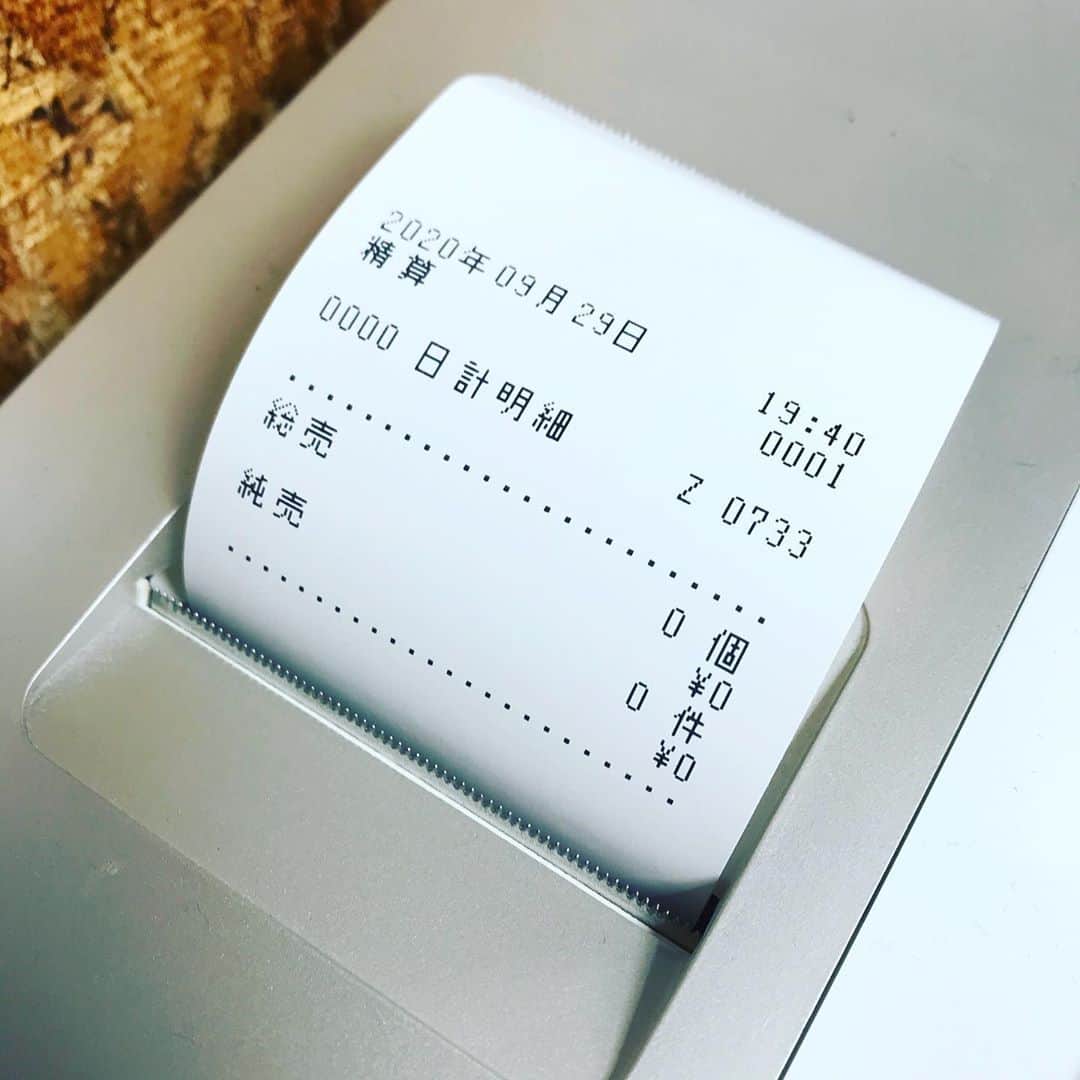 2020年09月29日 19:40
精算 0001
0000 日計明細 Z 0733
総売 0 個
¥0
純売 0 件
¥0